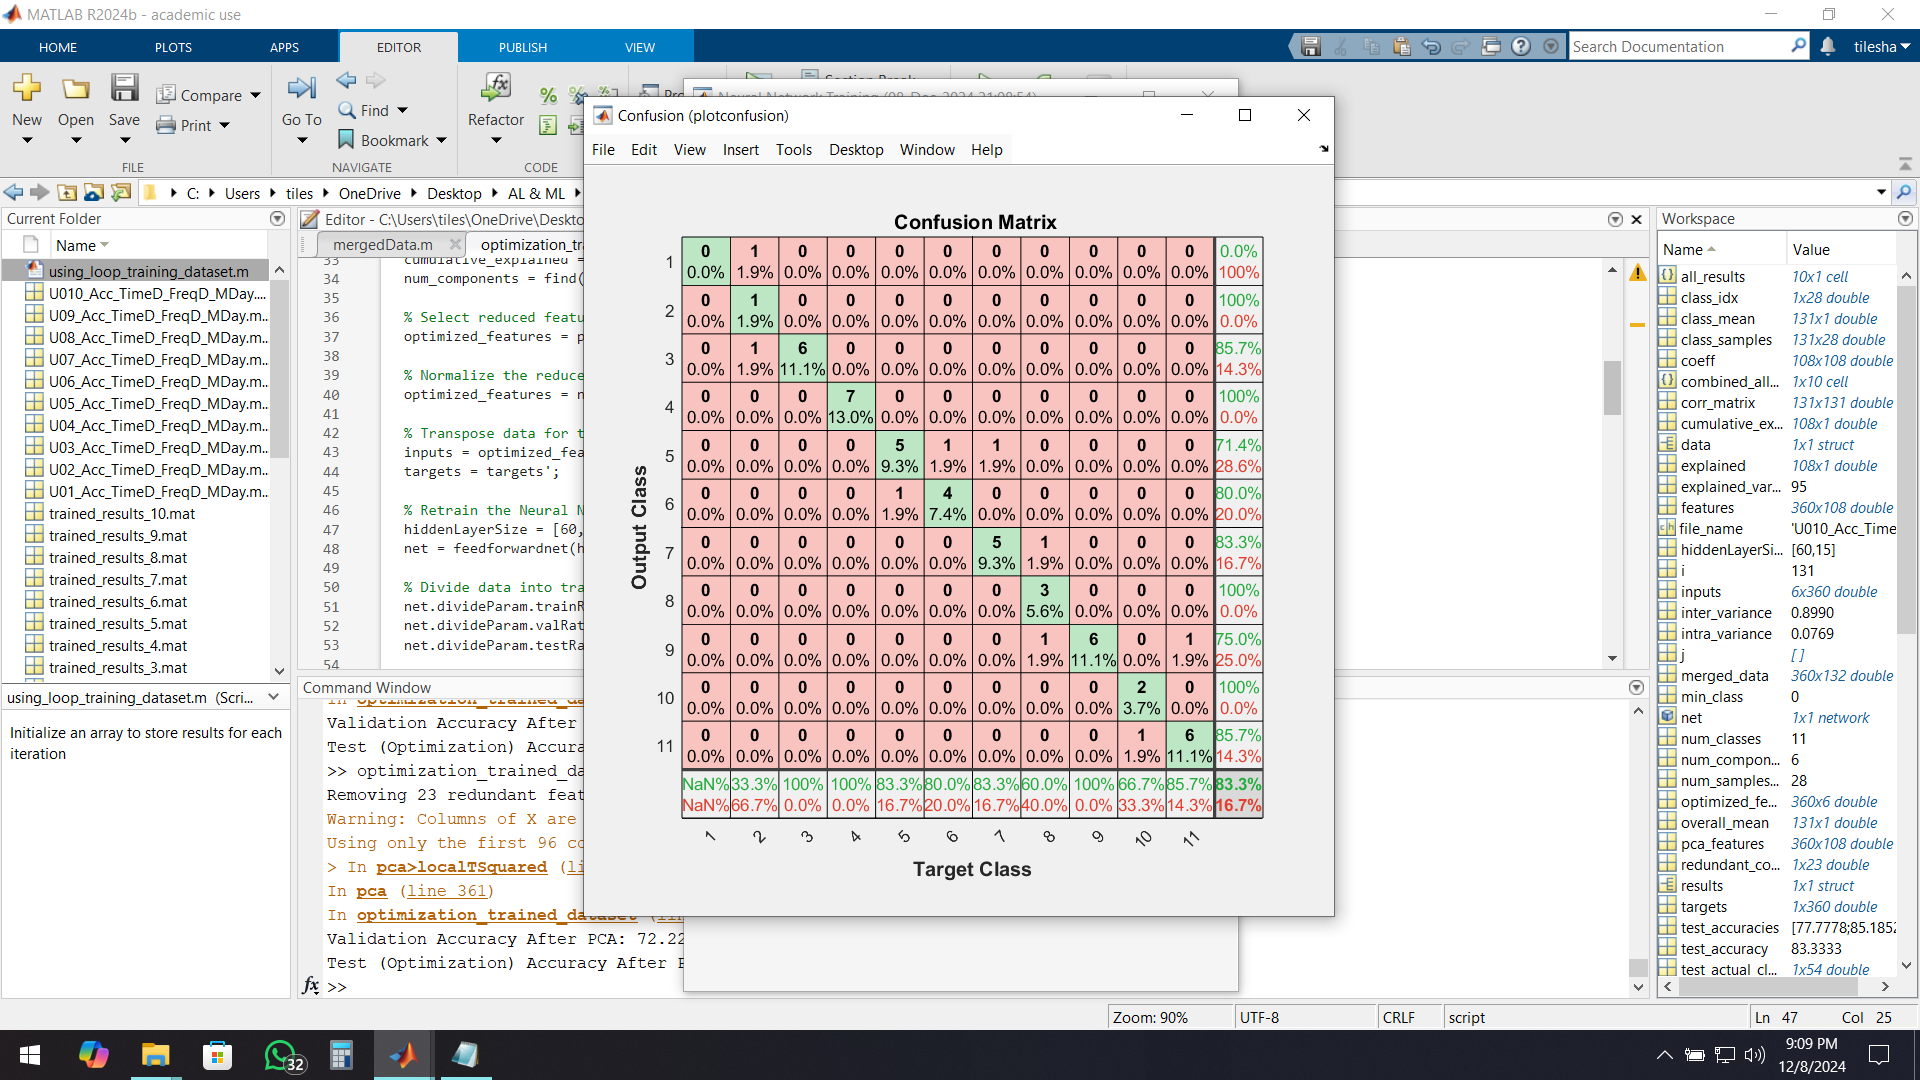 MATLAB R2024b - academic use
HOME PLOTS APPS EDITOR PUBLISH VIEW
Search Documentation
tilesha
New Open Save Compare Print
FILE
Go To Find Bookmark
NAVIGATE
Refactor
CODE
Section Break
Neural Network Training (08-Dec-2024 21:08:54)
C: Users tiles OneDrive Desktop AL & ML
Current Folder
Name
using_loop_training_dataset.m
U010_Acc_TimeD_FreqD_MDay....
U09_Acc_TimeD_FreqD_MDay.m...
U08_Acc_TimeD_FreqD_MDay.m...
U07_Acc_TimeD_FreqD_MDay.m...
U06_Acc_TimeD_FreqD_MDay.m...
U05_Acc_TimeD_FreqD_MDay.m...
U04_Acc_TimeD_FreqD_MDay.m...
U03_Acc_TimeD_FreqD_MDay.m...
U02_Acc_TimeD_FreqD_MDay.m...
U01_Acc_TimeD_FreqD_MDay.m...
trained_results_10.mat
trained_results_9.mat
trained_results_8.mat
trained_results_7.mat
trained_results_6.mat
trained_results_5.mat
trained_results_4.mat
trained_results_3.mat
using_loop_training_dataset.m (Scri...
Initialize an array to store results for each
iteration
Editor - C:\Users\tiles\OneDrive\Deskto
mergedData.m optimization_tr
33 cumulative_explained =
34 num_components = find(
35
36 % Select reduced featu
37 optimized_features = p
38
39 % Normalize the reduce
40 optimized_features = n
41
42 % Transpose data for t
43 inputs = optimized_fea
44 targets = targets';
45
46 % Retrain the Neural N
47 hiddenLayerSize = [60,
48 net = feedforwardnet(h
49
50 % Divide data into tra
51 net.divideParam.trainR
52 net.divideParam.valRat
53 net.divideParam.testRa
54
Command Window
In optimization_trained_da
Validation Accuracy After
Test (Optimization) Accura
>> optimization_trained_da
Removing 23 redundant feat
Warning: Columns of X are
Using only the first 96 co
> In pca>localTSquared (li
In pca (line 361)
In optimization_trained_dataset (lin
Validation Accuracy After PCA: 72.22
Test (Optimization) Accuracy After P
fx >>
Confusion (plotconfusion)
File Edit View Insert Tools Desktop Window Help
Confusion Matrix
Output Class
1 0 1 0 0 0 0 0 0 0 0 0 0.0%
0.0% 1.9% 0.0% 0.0% 0.0% 0.0% 0.0% 0.0% 0.0% 0.0% 0.0% 100%
2 0 1 0 0 0 0 0 0 0 0 0 100%
0.0% 1.9% 0.0% 0.0% 0.0% 0.0% 0.0% 0.0% 0.0% 0.0% 0.0% 0.0%
3 0 1 6 0 0 0 0 0 0 0 0 85.7%
0.0% 1.9% 11.1% 0.0% 0.0% 0.0% 0.0% 0.0% 0.0% 0.0% 0.0% 14.3%
4 0 0 0 7 0 0 0 0 0 0 0 100%
0.0% 0.0% 0.0% 13.0% 0.0% 0.0% 0.0% 0.0% 0.0% 0.0% 0.0% 0.0%
5 0 0 0 0 5 1 1 0 0 0 0 71.4%
0.0% 0.0% 0.0% 0.0% 9.3% 1.9% 1.9% 0.0% 0.0% 0.0% 0.0% 28.6%
6 0 0 0 0 1 4 0 0 0 0 0 80.0%
0.0% 0.0% 0.0% 0.0% 1.9% 7.4% 0.0% 0.0% 0.0% 0.0% 0.0% 20.0%
7 0 0 0 0 0 0 5 1 0 0 0 83.3%
0.0% 0.0% 0.0% 0.0% 0.0% 0.0% 9.3% 1.9% 0.0% 0.0% 0.0% 16.7%
8 0 0 0 0 0 0 0 3 0 0 0 100%
0.0% 0.0% 0.0% 0.0% 0.0% 0.0% 0.0% 5.6% 0.0% 0.0% 0.0% 0.0%
9 0 0 0 0 0 0 0 1 6 0 1 75.0%
0.0% 0.0% 0.0% 0.0% 0.0% 0.0% 0.0% 1.9% 11.1% 0.0% 1.9% 25.0%
10 0 0 0 0 0 0 0 0 0 2 0 100%
0.0% 0.0% 0.0% 0.0% 0.0% 0.0% 0.0% 0.0% 0.0% 3.7% 0.0% 0.0%
11 0 0 0 0 0 0 0 0 0 1 6 85.7%
0.0% 0.0% 0.0% 0.0% 0.0% 0.0% 0.0% 0.0% 0.0% 1.9% 11.1% 14.3%
NaN% 33.3% 100% 100% 83.3% 80.0% 83.3% 60.0% 100% 66.7% 85.7% 83.3%
NaN% 66.7% 0.0% 0.0% 16.7% 20.0% 16.7% 40.0% 0.0% 33.3% 14.3% 16.7%
1 2 3 4 5 6 7 8 9 10 11
Target Class
Workspace
Name Value
all_results 10x1 cell
class_idx 1x28 double
class_mean 131x1 double
class_samples 131x28 double
coeff 108x108 double
combined_all... 1x10 cell
corr_matrix 131x131 double
cumulative_ex... 108x1 double
data 1x1 struct
explained 108x1 double
explained_var... 95
features 360x108 double
file_name 'U010_Acc_Time
hiddenLayerSi... [60,15]
i 131
inputs 6x360 double
inter_variance 0.8990
intra_variance 0.0769
j [ ]
merged_data 360x132 double
min_class 0
net 1x1 network
num_classes 11
num_compon... 6
num_samples... 28
optimized_fe... 360x6 double
overall_mean 131x1 double
pca_features 360x108 double
redundant_co... 1x23 double
results 1x1 struct
targets 1x360 double
test_accuracies [77.7778;85.1852
test_accuracy 83.3333
test_actual_cl... 1x54 double
Zoom: 90% UTF-8 CRLF script Ln 47 Col 25
32
9:09 PM
12/8/2024